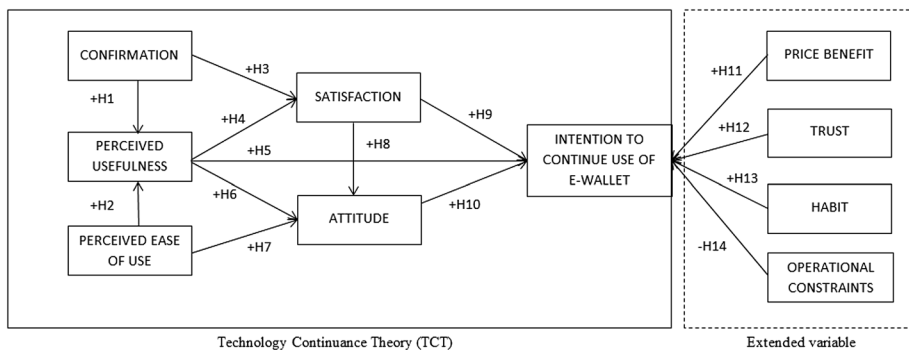 CONFIRMATION
+H1
PERCEIVED
USEFULNESS
+H2
PERCEIVED EASE
OF USE
+H3
+H4
+H5
+H6
+H7
SATISFACTION
+H8
ATTITUDE
+H9
+H10
INTENTION TO
CONTINUE USE OF
E-WALLET
Technology Continuance Theory (TCT)
+H11
+H12
+H13
-H14
PRICE BENEFIT
TRUST
HABIT
OPERATIONAL
CONSTRAINTS
Extended variable